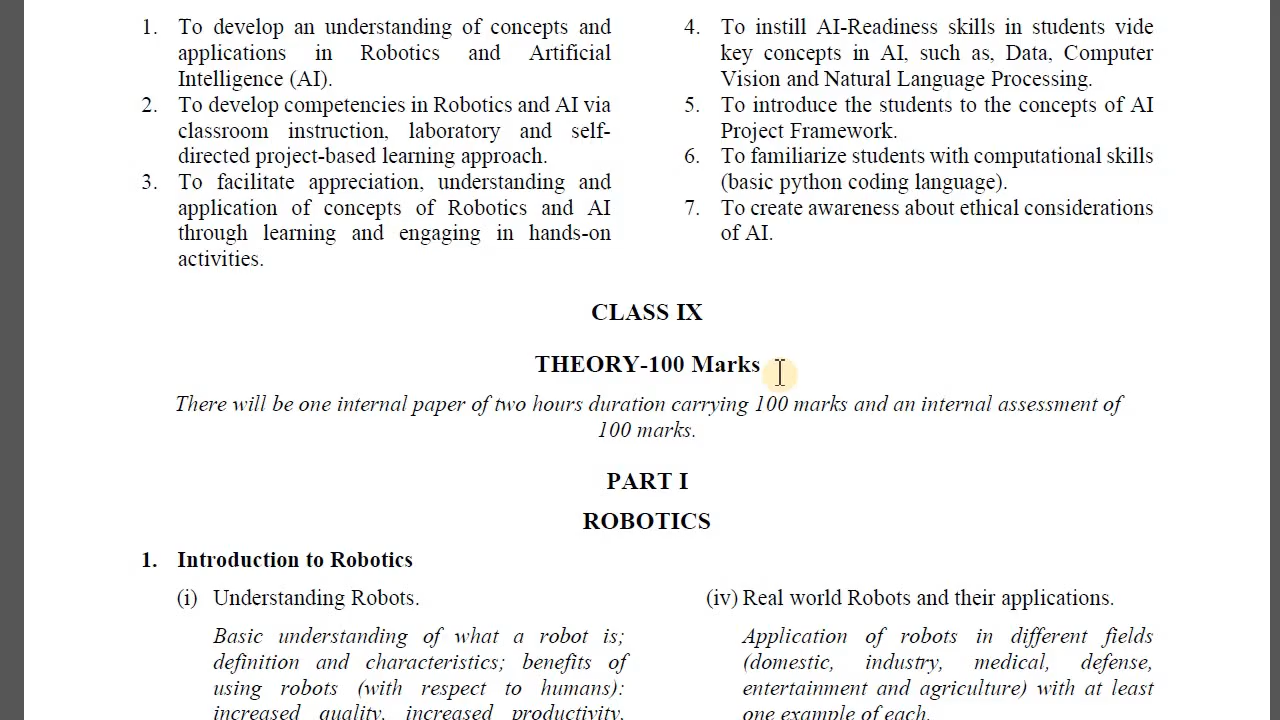 1. To develop an understanding of concepts and
applications in Robotics and Artificial
Intelligence (AI).
2. To develop competencies in Robotics and AI via
classroom instruction, laboratory and self-
directed project-based learning approach.
3. To facilitate appreciation, understanding and
application of concepts of Robotics and AI
through learning and engaging in hands-on
activities.
4. To instill AI-Readiness skills in students vide
key concepts in AI, such as, Data, Computer
Vision and Natural Language Processing.
5. To introduce the students to the concepts of AI
Project Framework.
6. To familiarize students with computational skills
(basic python coding language).
7. To create awareness about ethical considerations
of AI.
CLASS IX
THEORY-100 Marks
There will be one internal paper of two hours duration carrying 100 marks and an internal assessment of
100 marks.
PART I
ROBOTICS
1. Introduction to Robotics
(i) Understanding Robots.
Basic understanding of what a robot is;
definition and characteristics; benefits of
using robots (with respect to humans):
increased quality, increased productivity,
(iv) Real world Robots and their applications.
Application of robots in different fields
(domestic, industry, medical, defense,
entertainment and agriculture) with at least
one example of each.